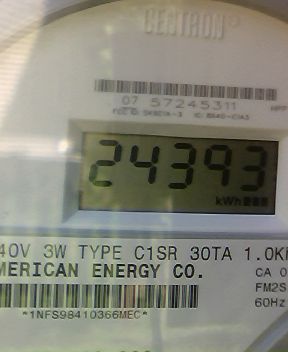 CENTRON
07 57245311
24393
kWh
40V 3W TYPE C1SR 30TA 1.0K
MERICAN ENERGY CO.
CA 0
FM2S
60Hz
*1NFS98410366MEC*